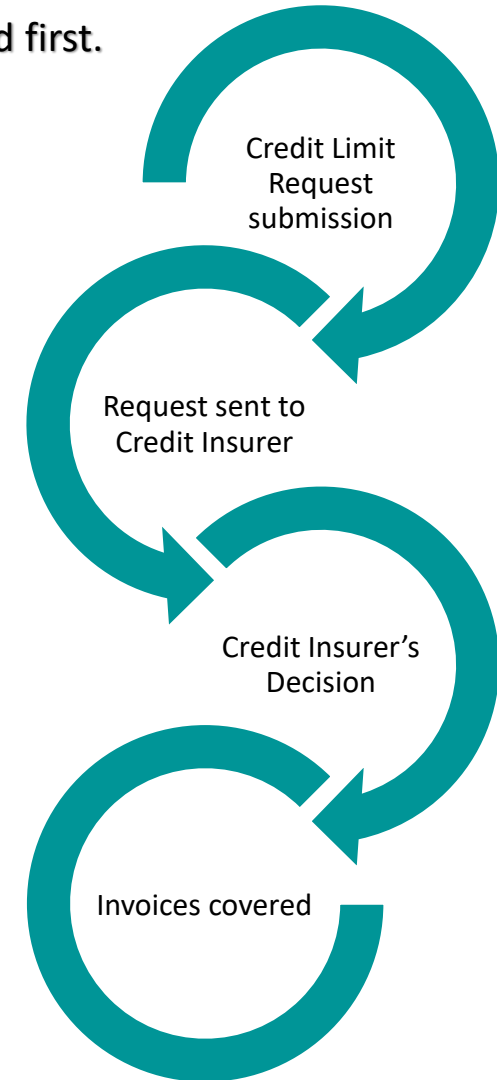 d first.
Credit Limit
Request
submission
Request sent to
Credit Insurer
Credit Insurer’s
Decision
Invoices covered